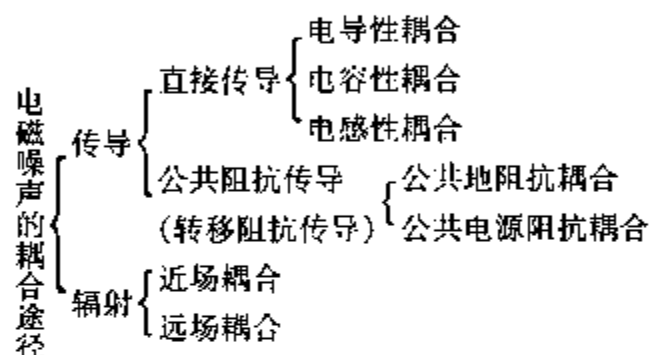 电磁噪声的耦合途径
传导
直接传导
电导性耦合
电容性耦合
电感性耦合
公共阻抗传导
(转移阻抗传导)
公共地阻抗耦合
公共电源阻抗耦合
辐射
近场耦合
远场耦合